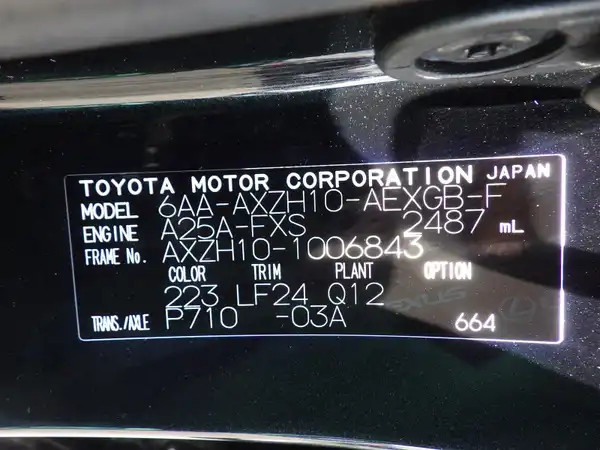 TOYOTA MOTOR CORPORATION JAPAN
MODEL 6AA-AXZH10-AEXGB-F
ENGINE A25A-FXS 2487 mL
FRAME No. AXZH10-1006843
COLOR TRIM PLANT OPTION
223 LF24 Q12
TRANS./AXLE P710 -03A 664